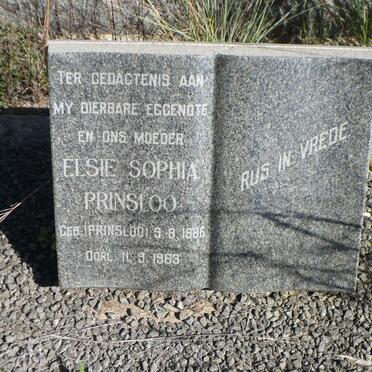 TER GEDAGTENIS AAN
MY DIERBARE EGGENOTE
EN ONS MOEDER
ELSIE SOPHIA
PRINSLOO
GEB. (PRINSLOO) 9.8.1886
OORL. 11.9.1963
RUS IN VREDE